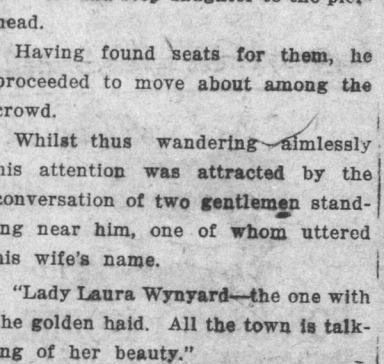 head.
Having found seats for them, he
proceeded to move about among the
crowd.
Whilst thus wandering aimlessly
his attention was attracted by the
conversation of two gentlemen stand-
ing near him, one of whom uttered
his wife's name.
"Lady Laura Wynyard—the one with
the golden haid. All the town is talk-
ing of her beauty."